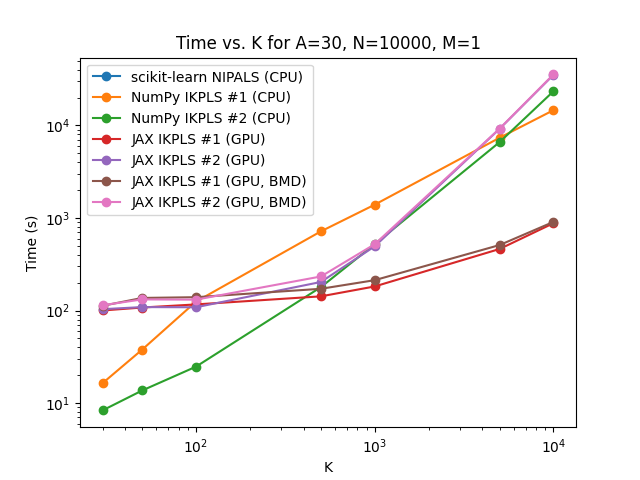 Time vs. K for A=30, N=10000, M=1
scikit-learn NIPALS (CPU)
NumPy IKPLS #1 (CPU)
NumPy IKPLS #2 (CPU)
JAX IKPLS #1 (GPU)
JAX IKPLS #2 (GPU)
JAX IKPLS #1 (GPU, BMD)
JAX IKPLS #2 (GPU, BMD)
Time (s)
10⁴
10³
10²
10¹
10² 10³ 10⁴
K